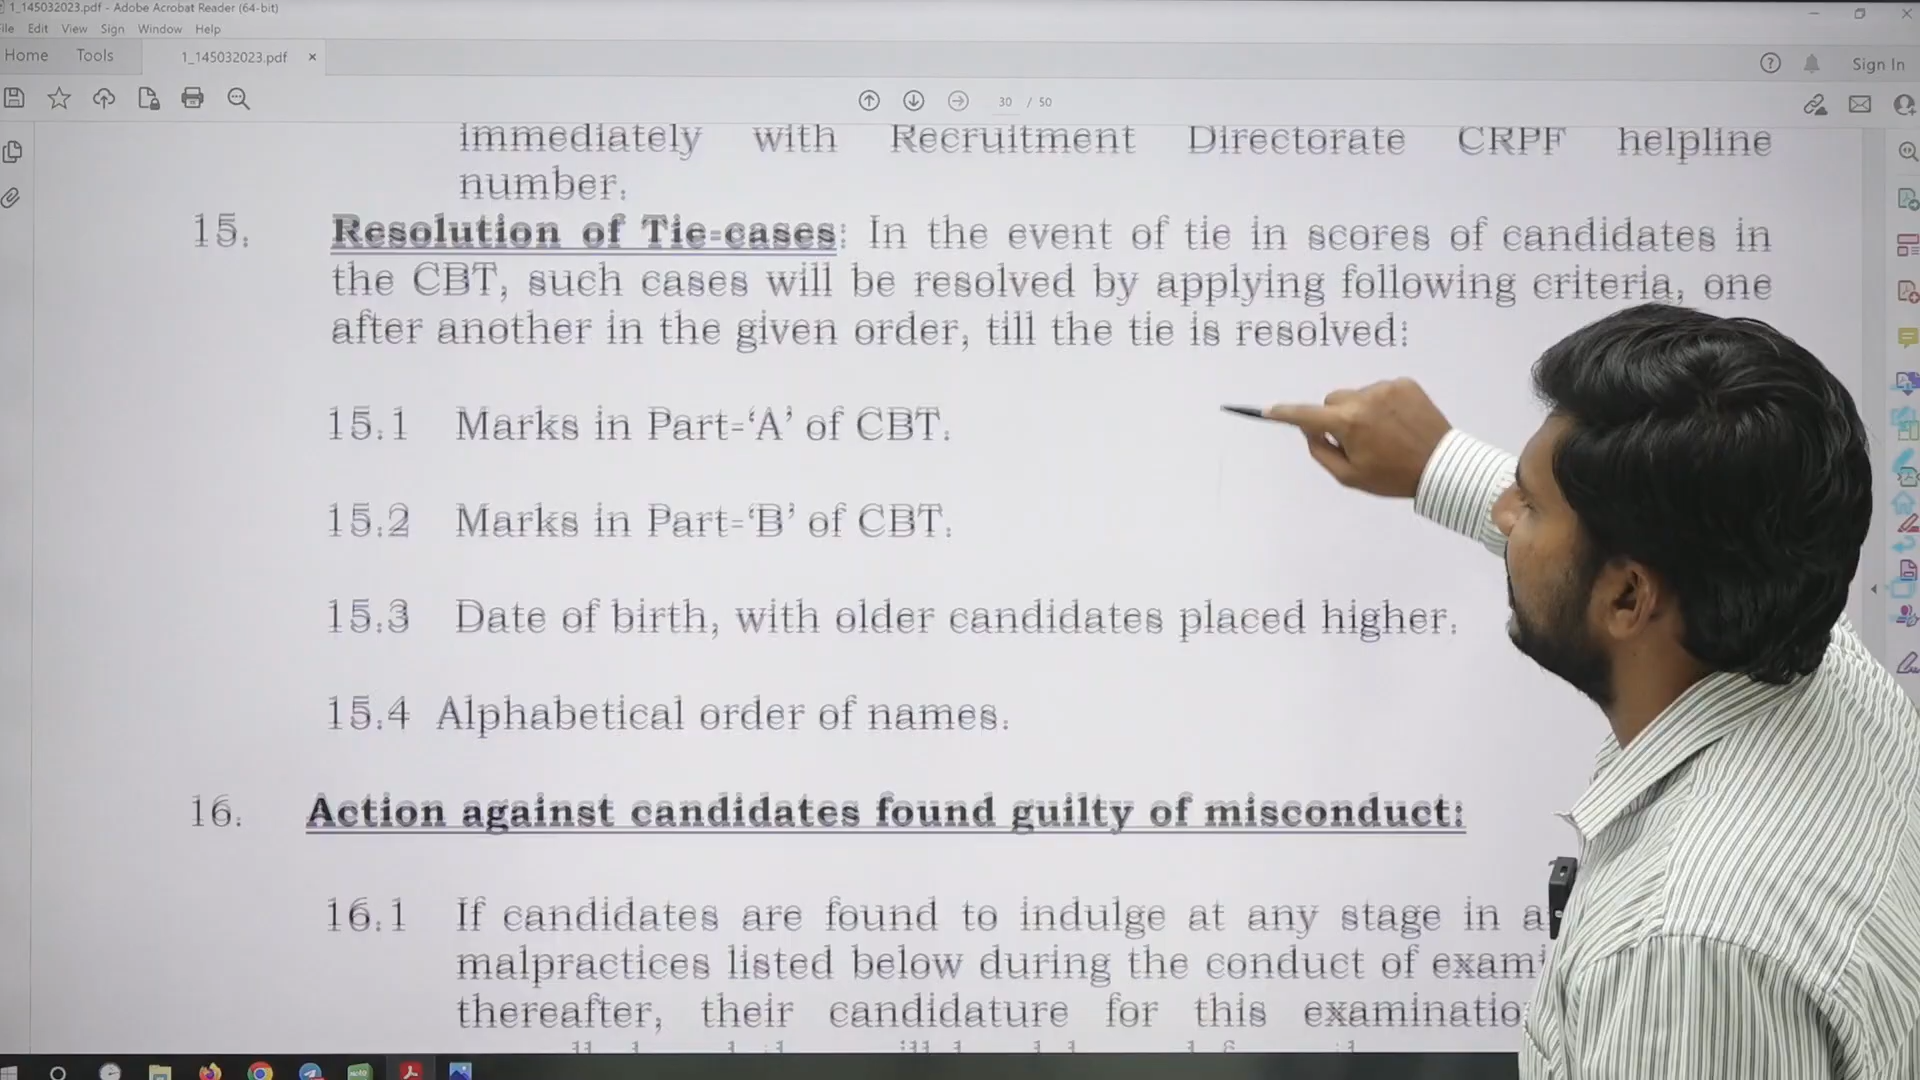 1_145032023.pdf - Adobe Acrobat Reader (64-bit)
File Edit View Sign Window Help
Home Tools 1_145032023.pdf × Sign In
30 / 50
immediately with Recruitment Directorate CRPF helpline
number.
15. Resolution of Tie-cases: In the event of tie in scores of candidates in
the CBT, such cases will be resolved by applying following criteria, one
after another in the given order, till the tie is resolved:
15.1 Marks in Part-‘A’ of CBT.
15.2 Marks in Part-‘B’ of CBT.
15.3 Date of birth, with older candidates placed higher.
15.4 Alphabetical order of names.
16. Action against candidates found guilty of misconduct:
16.1 If candidates are found to indulge at any stage in
malpractices listed below during the conduct of
thereafter, their candidature for this